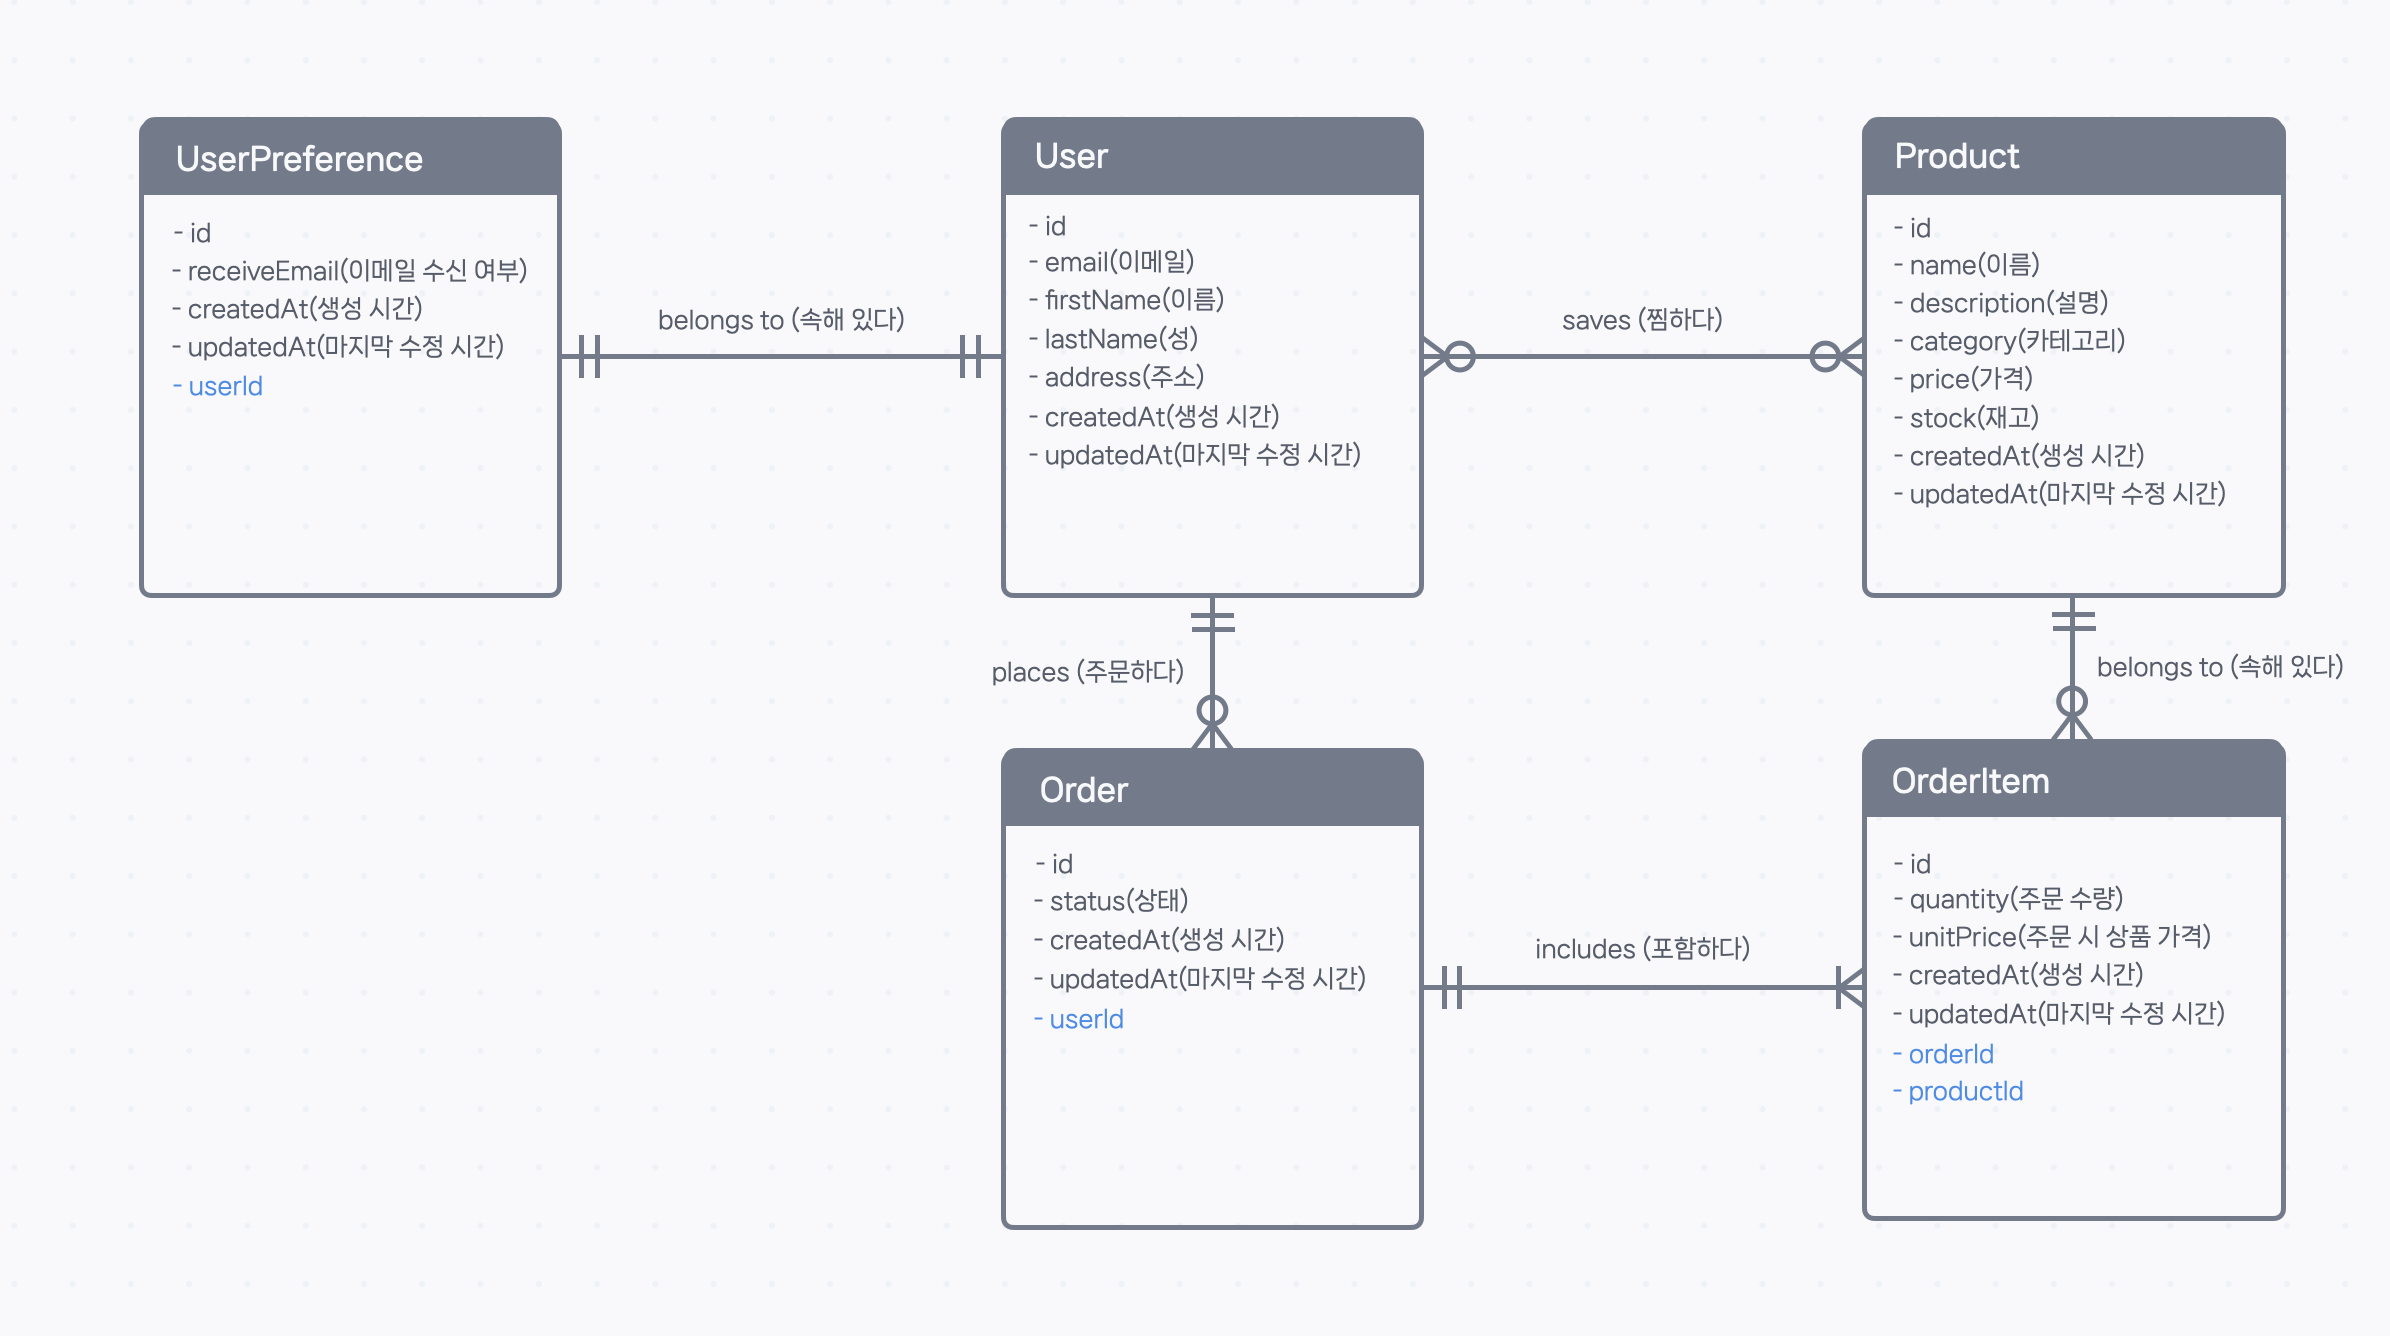 UserPreference
- id
- receiveEmail(이메일 수신 여부)
- createdAt(생성 시간)
- updatedAt(마지막 수정 시간)
- userId
belongs to (속해 있다)
User
- id
- email(이메일)
- firstName(이름)
- lastName(성)
- address(주소)
- createdAt(생성 시간)
- updatedAt(마지막 수정 시간)
saves (찜하다)
Product
- id
- name(이름)
- description(설명)
- category(카테고리)
- price(가격)
- stock(재고)
- createdAt(생성 시간)
- updatedAt(마지막 수정 시간)
places (주문하다)
belongs to (속해 있다)
Order
- id
- status(상태)
- createdAt(생성 시간)
- updatedAt(마지막 수정 시간)
- userId
includes (포함하다)
OrderItem
- id
- quantity(주문 수량)
- unitPrice(주문 시 상품 가격)
- createdAt(생성 시간)
- updatedAt(마지막 수정 시간)
- orderId
- productId